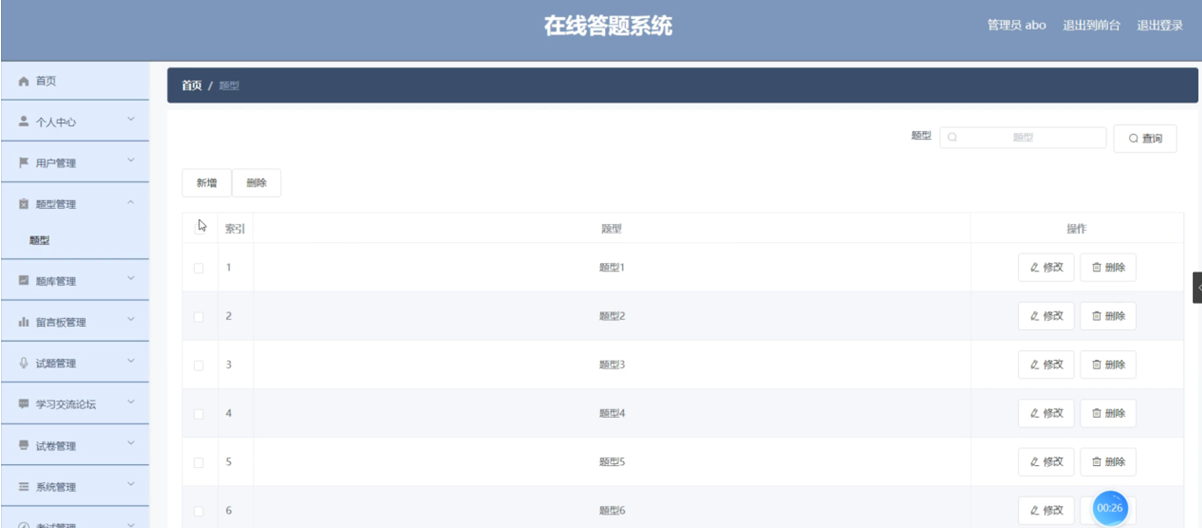 在线答题系统
管理员 abo 退出到前台 退出登录
首页
个人中心
用户管理
题型管理
题型
题库管理
留言板管理
试题管理
学习交流论坛
试卷管理
系统管理
考试管理
首页 / 题型
题型 题型 查询
新增 删除
索引 题型 操作
1 题型1 修改 删除
2 题型2 修改 删除
3 题型3 修改 删除
4 题型4 修改 删除
5 题型5 修改 删除
6 题型6 修改
00:26